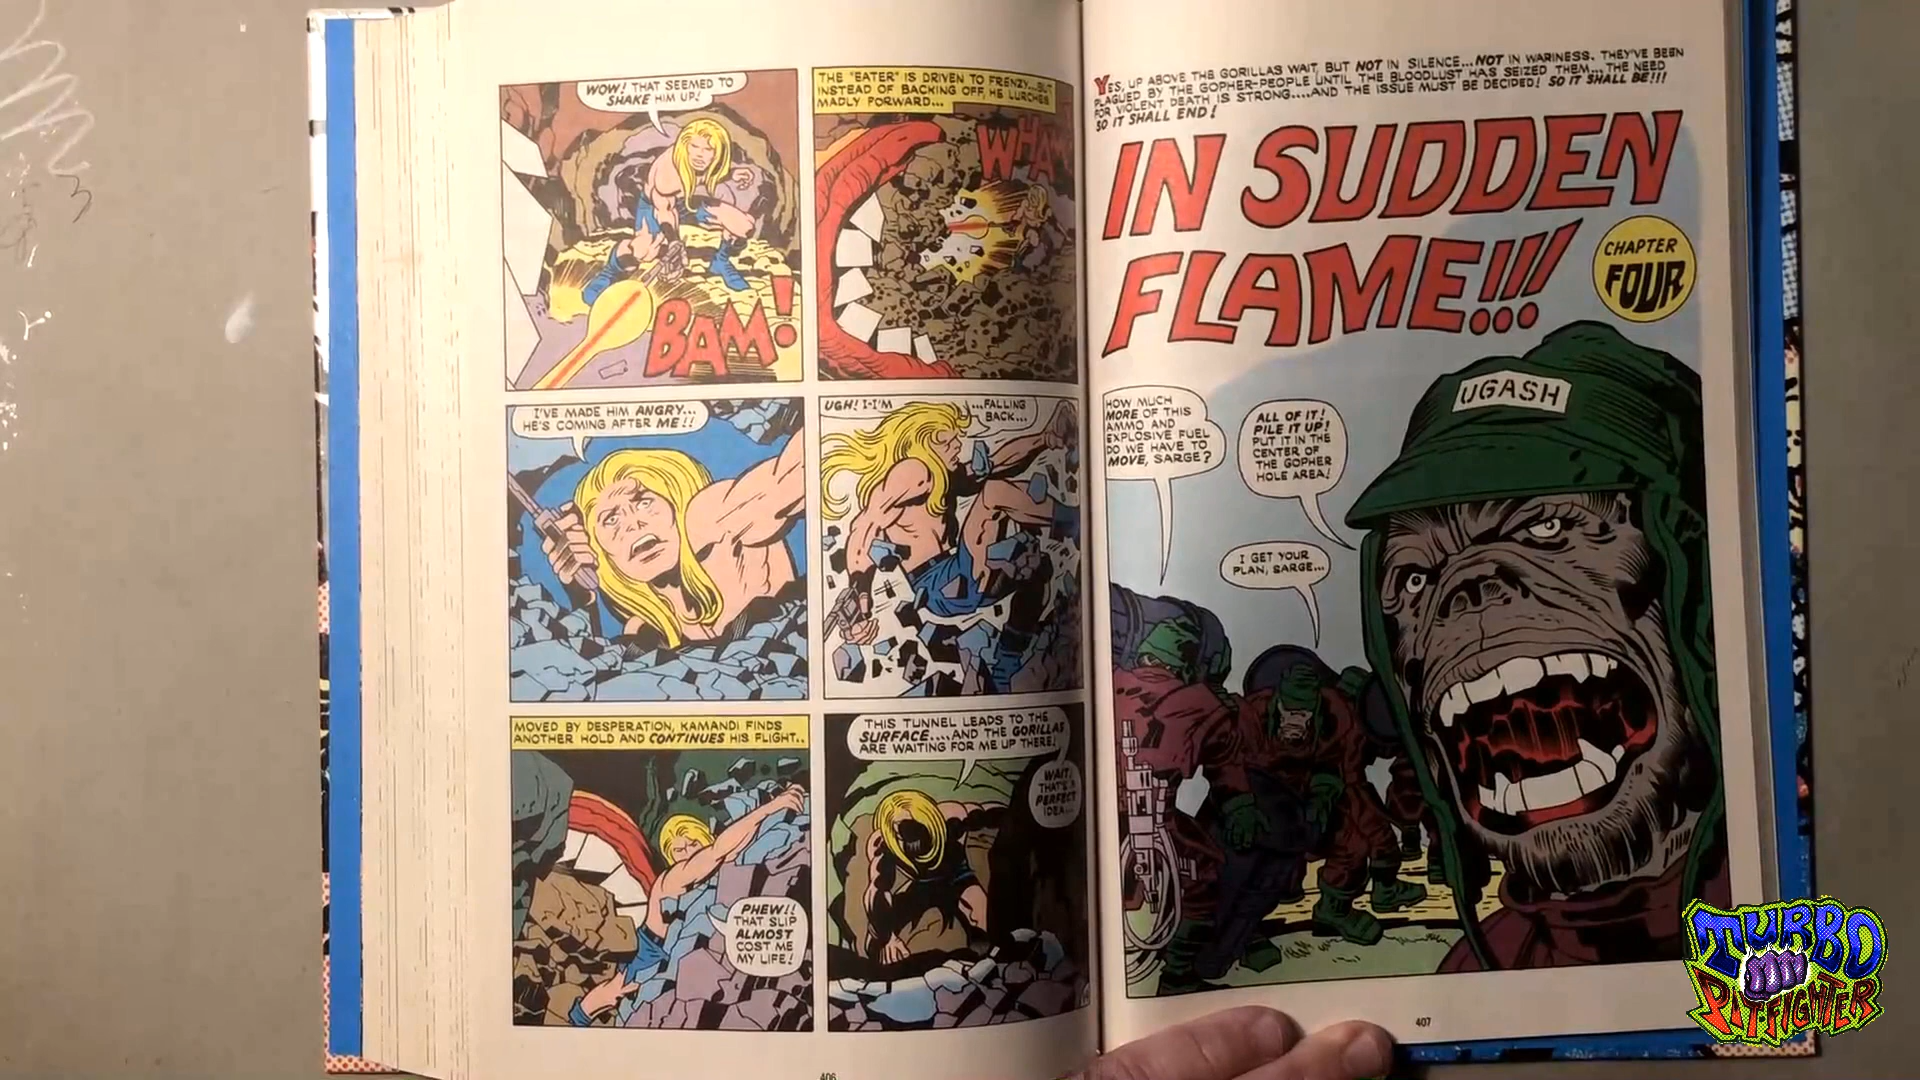 WOW! THAT SEEMED TO
SHAKE HIM UP!
BAM!
THE "EATER" IS DRIVEN TO FRENZY...BUT
INSTEAD OF BACKING OFF, HE LURCHES
MADLY FORWARD...
WHAM
I'VE MADE HIM ANGRY...
HE'S COMING AFTER ME!!
UGH! I-I'M
...FALLING
BACK...
MOVED BY DESPERATION, KAMANDI FINDS
ANOTHER HOLD AND CONTINUES HIS FLIGHT..
PHEW!!
THAT SLIP
ALMOST
COST ME
MY LIFE!
THIS TUNNEL LEADS TO THE
SURFACE....AND THE GORILLAS
ARE WAITING FOR ME UP THERE!
WAIT!
THAT'S A
PERFECT
IDEA...
406
YES, UP ABOVE THE GORILLAS WAIT, BUT NOT IN SILENCE...NOT IN WARINESS. THEY'VE BEEN
PLAGUED BY THE GOPHER-PEOPLE UNTIL THE BLOODLUST HAS SEIZED THEM...THE NEED
FOR VIOLENT DEATH IS STRONG....AND THE ISSUE MUST BE DECIDED! SO IT SHALL BE!!!
SO IT SHALL END!
IN SUDDEN
FLAME!!!
CHAPTER
FOUR
UGASH
HOW MUCH
MORE OF THIS
AMMO AND
EXPLOSIVE FUEL
DO WE HAVE TO
MOVE, SARGE?
ALL OF IT!
PILE IT UP!
PUT IT IN THE
CENTER OF
THE GOPHER
HOLE AREA!
I GET YOUR
PLAN, SARGE...
407
TURBO
PITFIGHTER